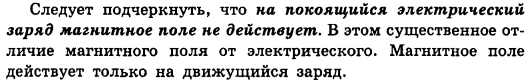 Следует подчеркнуть, что на покоящийся электрический
заряд магнитное поле не действует. В этом существенное от-
личие магнитного поля от электрического. Магнитное поле
действует только на движущийся заряд.